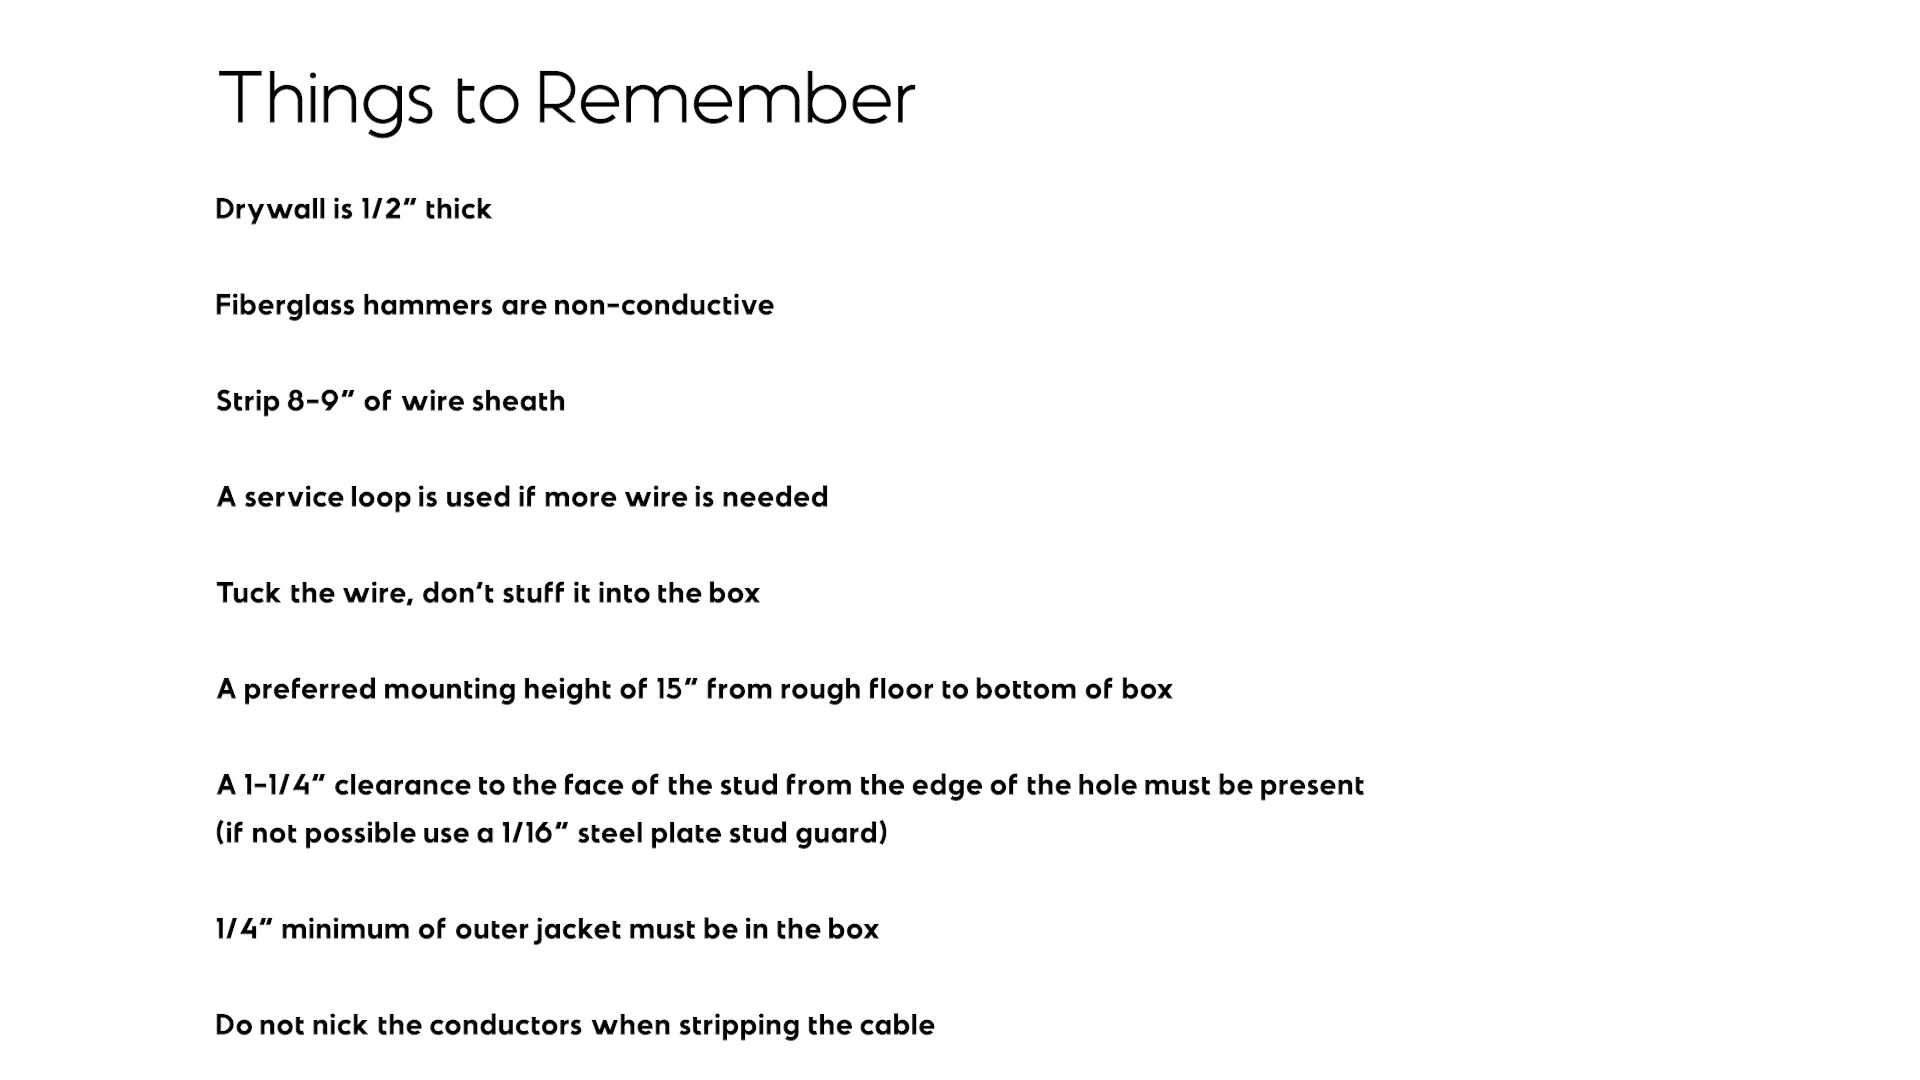 Things to Remember
Drywall is 1/2” thick
Fiberglass hammers are non-conductive
Strip 8-9” of wire sheath
A service loop is used if more wire is needed
Tuck the wire, don’t stuff it into the box
A preferred mounting height of 15” from rough floor to bottom of box
A 1-1/4” clearance to the face of the stud from the edge of the hole must be present
(if not possible use a 1/16” steel plate stud guard)
1/4” minimum of outer jacket must be in the box
Do not nick the conductors when stripping the cable